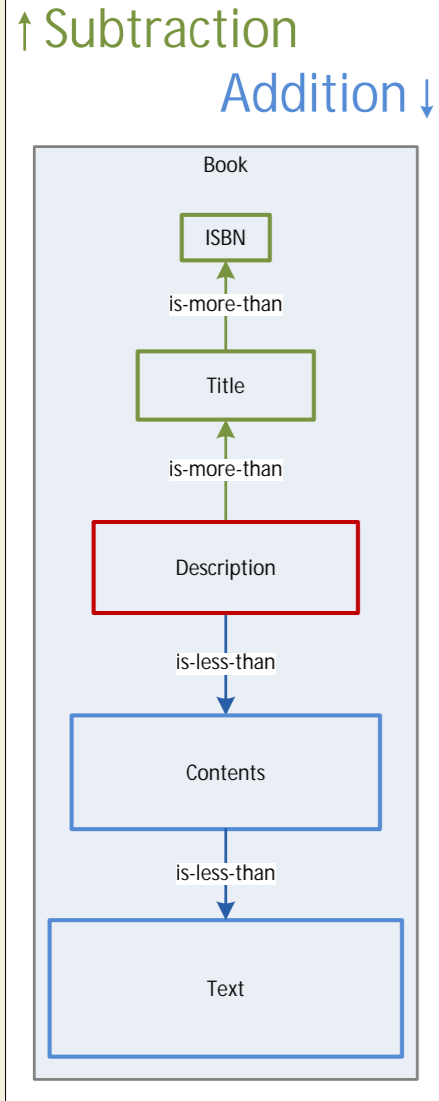 ↑ Subtraction
Addition ↓
Book
ISBN
is-more-than
Title
is-more-than
Description
is-less-than
Contents
is-less-than
Text